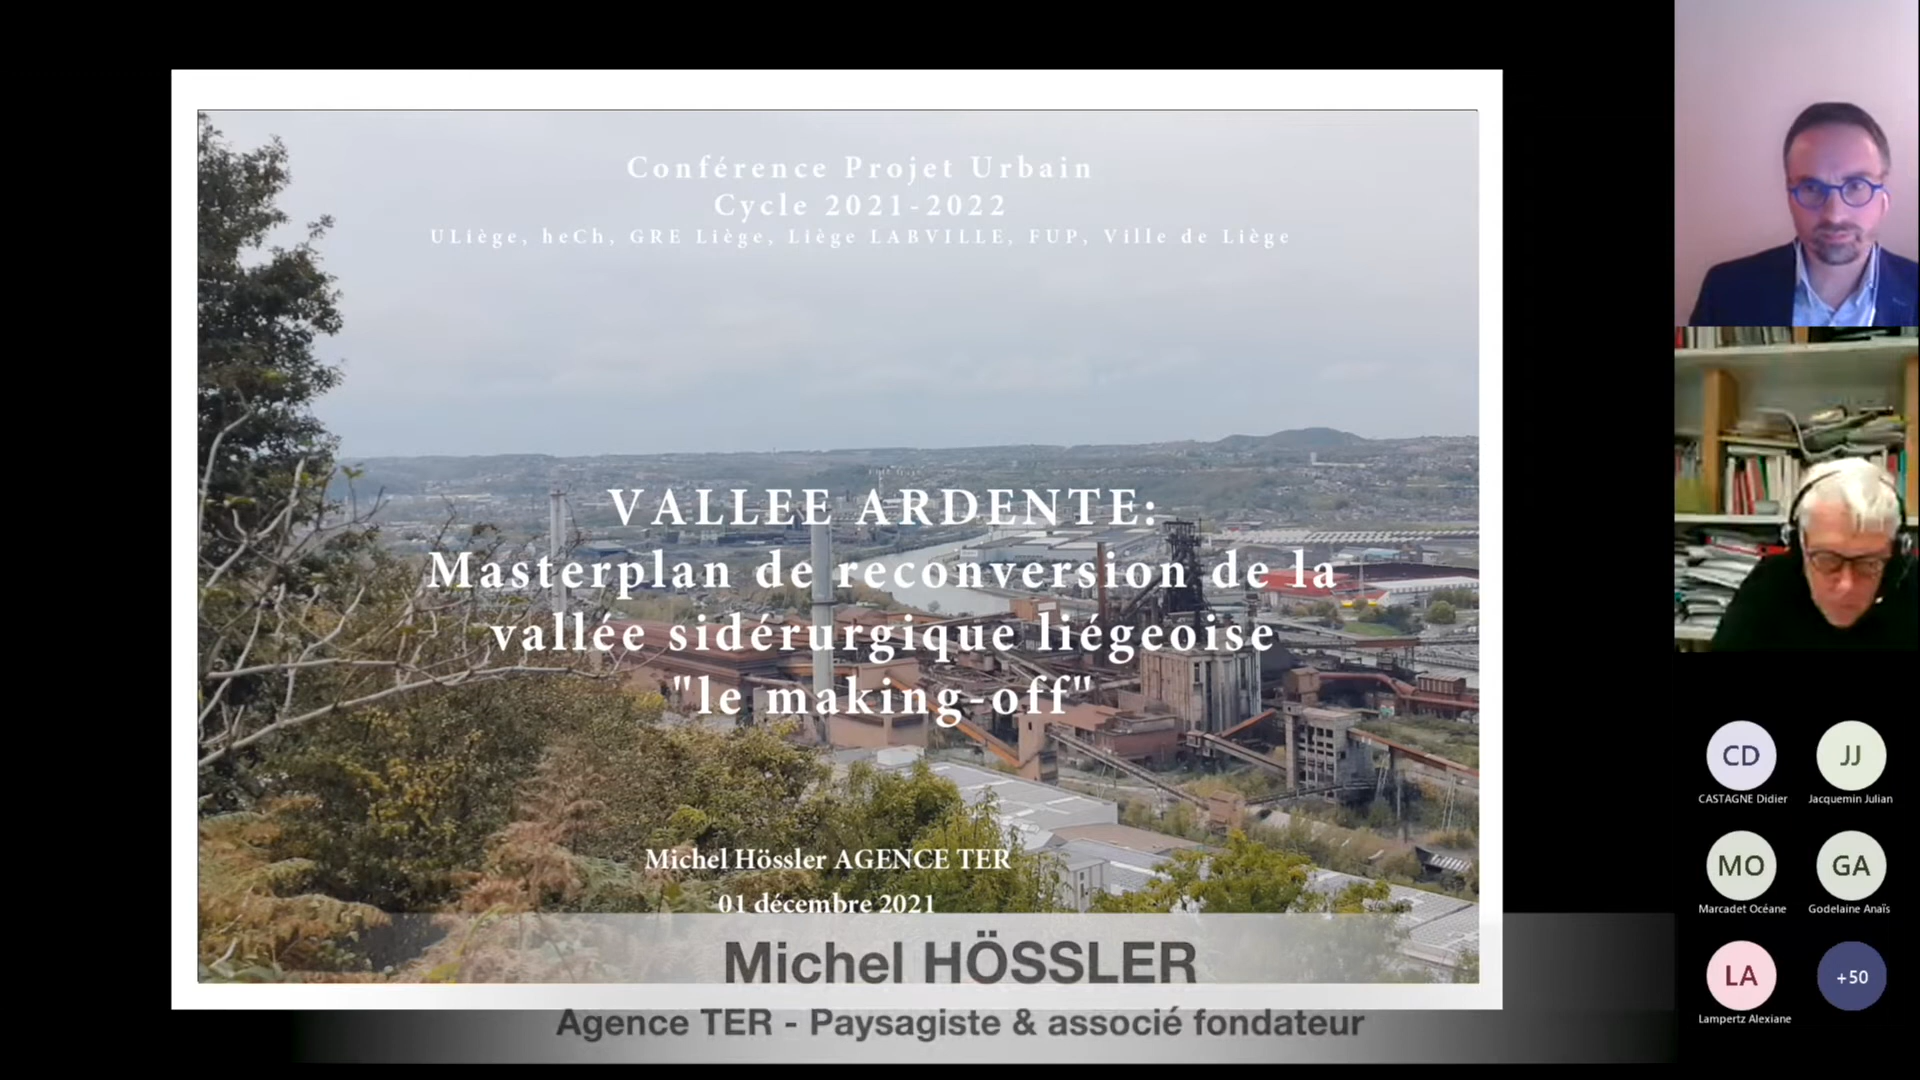 Conférence Projet Urbain
Cycle 2021-2022
ULiège, heCh, GRE Liège, Liège LABVILLE, FUP, Ville de Liège
VALLEE ARDENTE:
Masterplan de reconversion de la
vallée sidérurgique liégeoise
"le making-off"
Michel Hössler AGENCE TER
01 décembre 2021
Michel HÖSSLER
Agence TER - Paysagiste & associé fondateur
CD
JJ
CASTAGNE Didier
Jacquemin Julian
MO
GA
Marcadet Océane
Godelaine Anaïs
LA
+50
Lampertz Alexiane